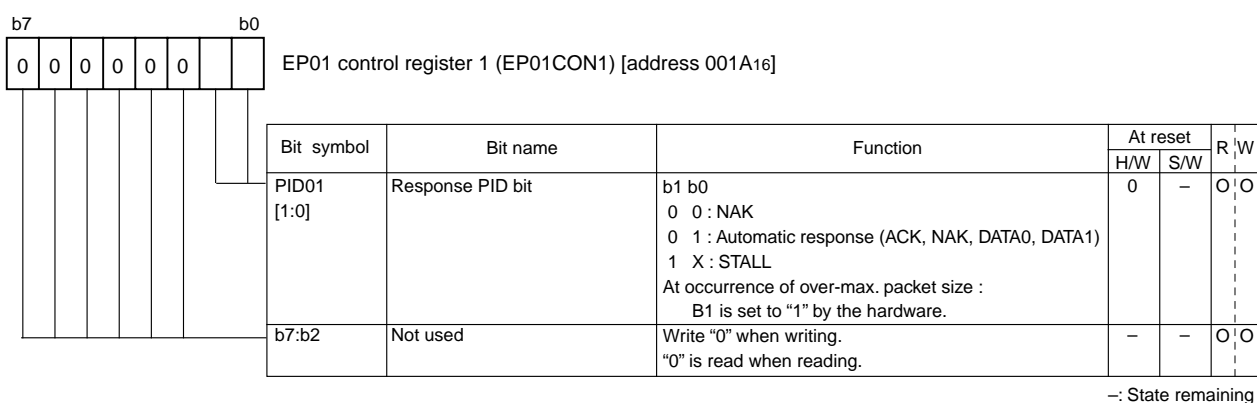 b7 b0
0 0 0 0 0 0
EP01 control register 1 (EP01CON1) [address 001A16]
Bit symbol Bit name Function At reset R W
H/W S/W
PID01 Response PID bit b1 b0 0 – O O
[1:0] 0 0 : NAK
0 1 : Automatic response (ACK, NAK, DATA0, DATA1)
1 X : STALL
At occurrence of over-max. packet size :
B1 is set to “1” by the hardware.
b7:b2 Not used Write “0” when writing. – – O O
“0” is read when reading.
–: State remaining